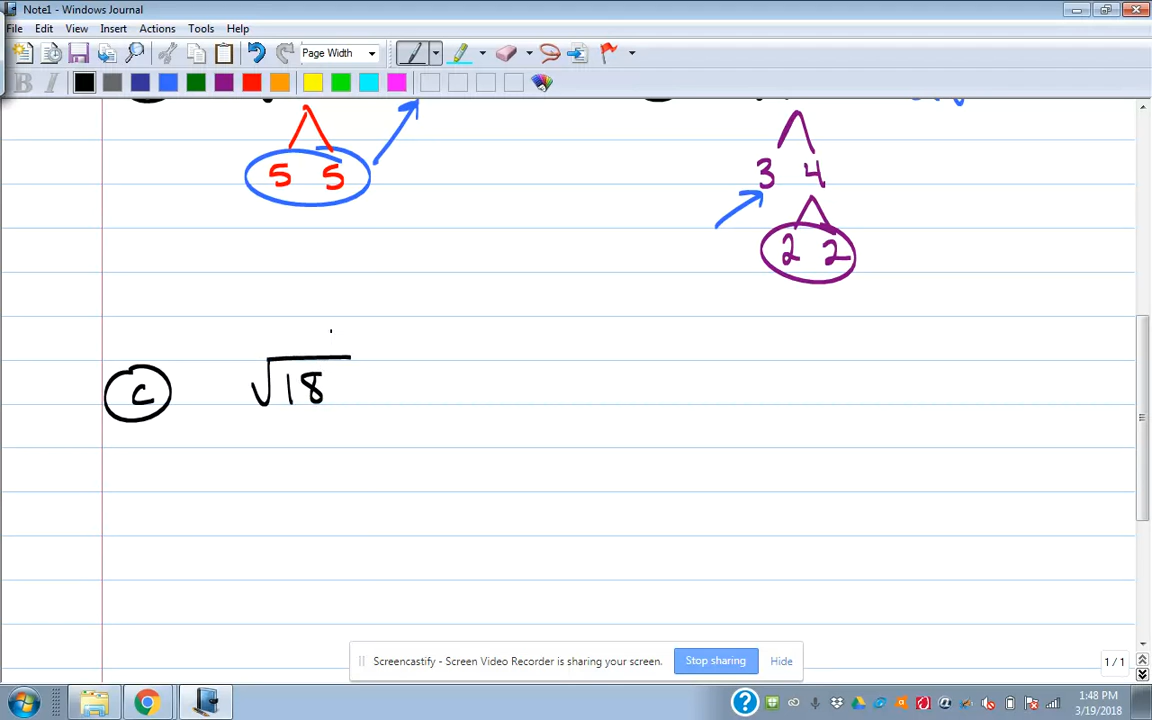 Note1 - Windows Journal
File Edit View Insert Actions Tools Help
Page Width
B I
5 5
3 4
2 2
c √18
Screencastify - Screen Video Recorder is sharing your screen. Stop sharing Hide
1 / 1
1:48 PM
3/19/2018